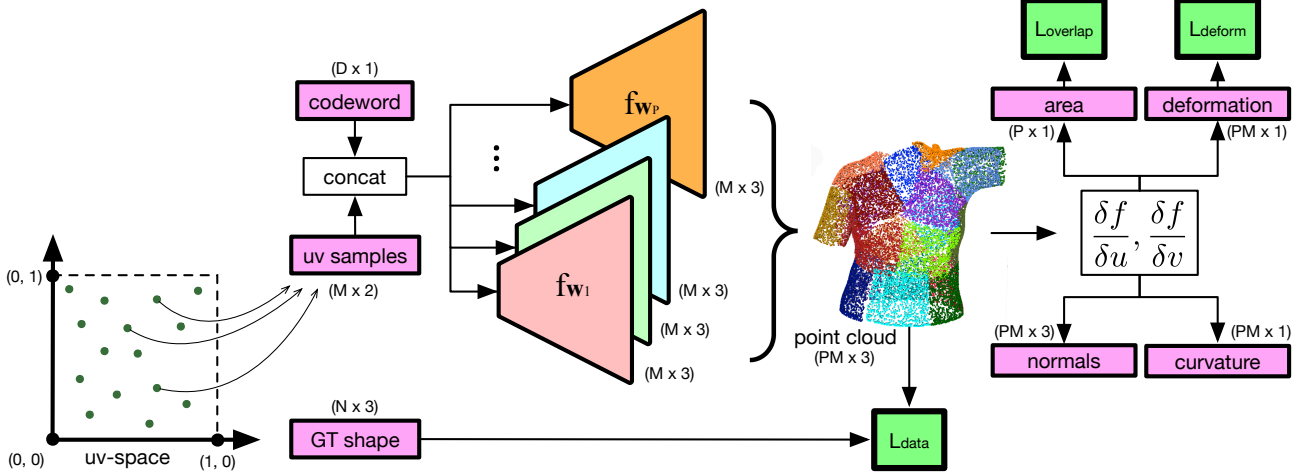 Loverlap
Ldeform
area
deformation
(P x 1)
(PM x 1)
(D x 1)
codeword
concat
uv samples
(M x 2)
fwP
...
fw1
(M x 3)
(M x 3)
(M x 3)
(M x 3)
point cloud
(PM x 3)
δf/δu, δf/δv
(PM x 3)
(PM x 1)
normals
curvature
(0, 1)
(0, 0)
uv-space
(1, 0)
(N x 3)
GT shape
Ldata